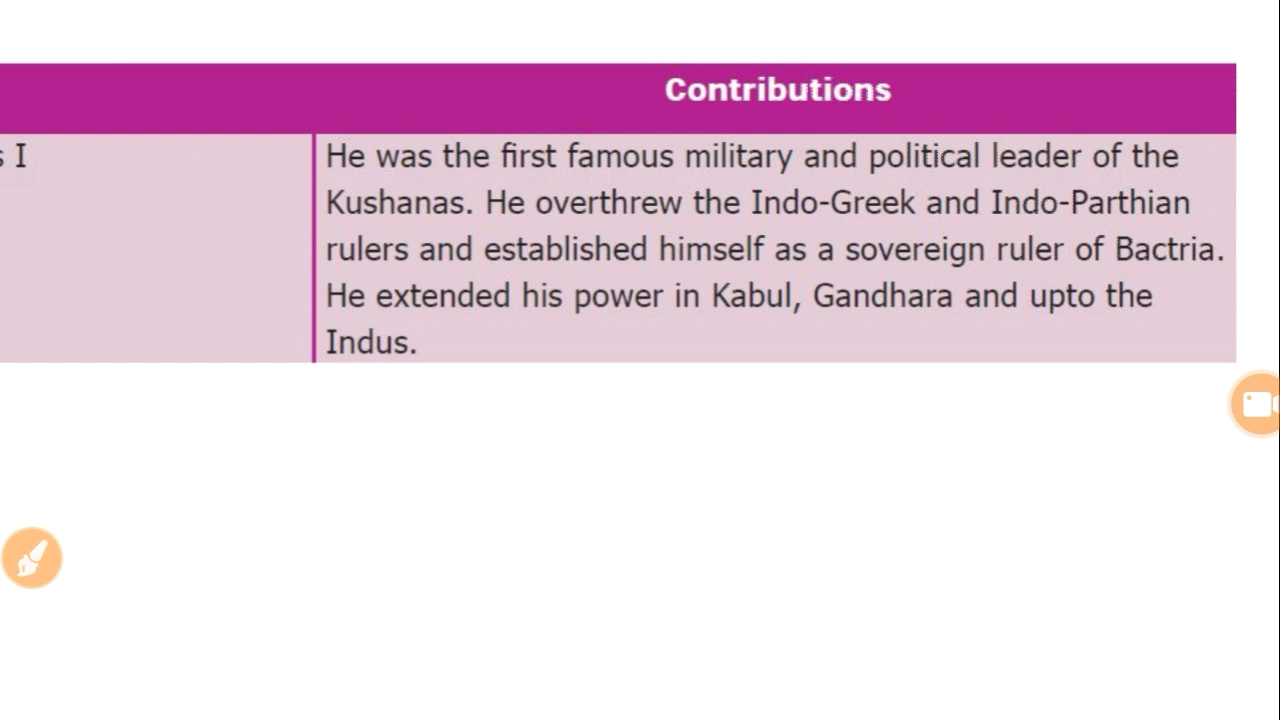 Contributions
s I
He was the first famous military and political leader of the
Kushanas. He overthrew the Indo-Greek and Indo-Parthian
rulers and established himself as a sovereign ruler of Bactria.
He extended his power in Kabul, Gandhara and upto the
Indus.